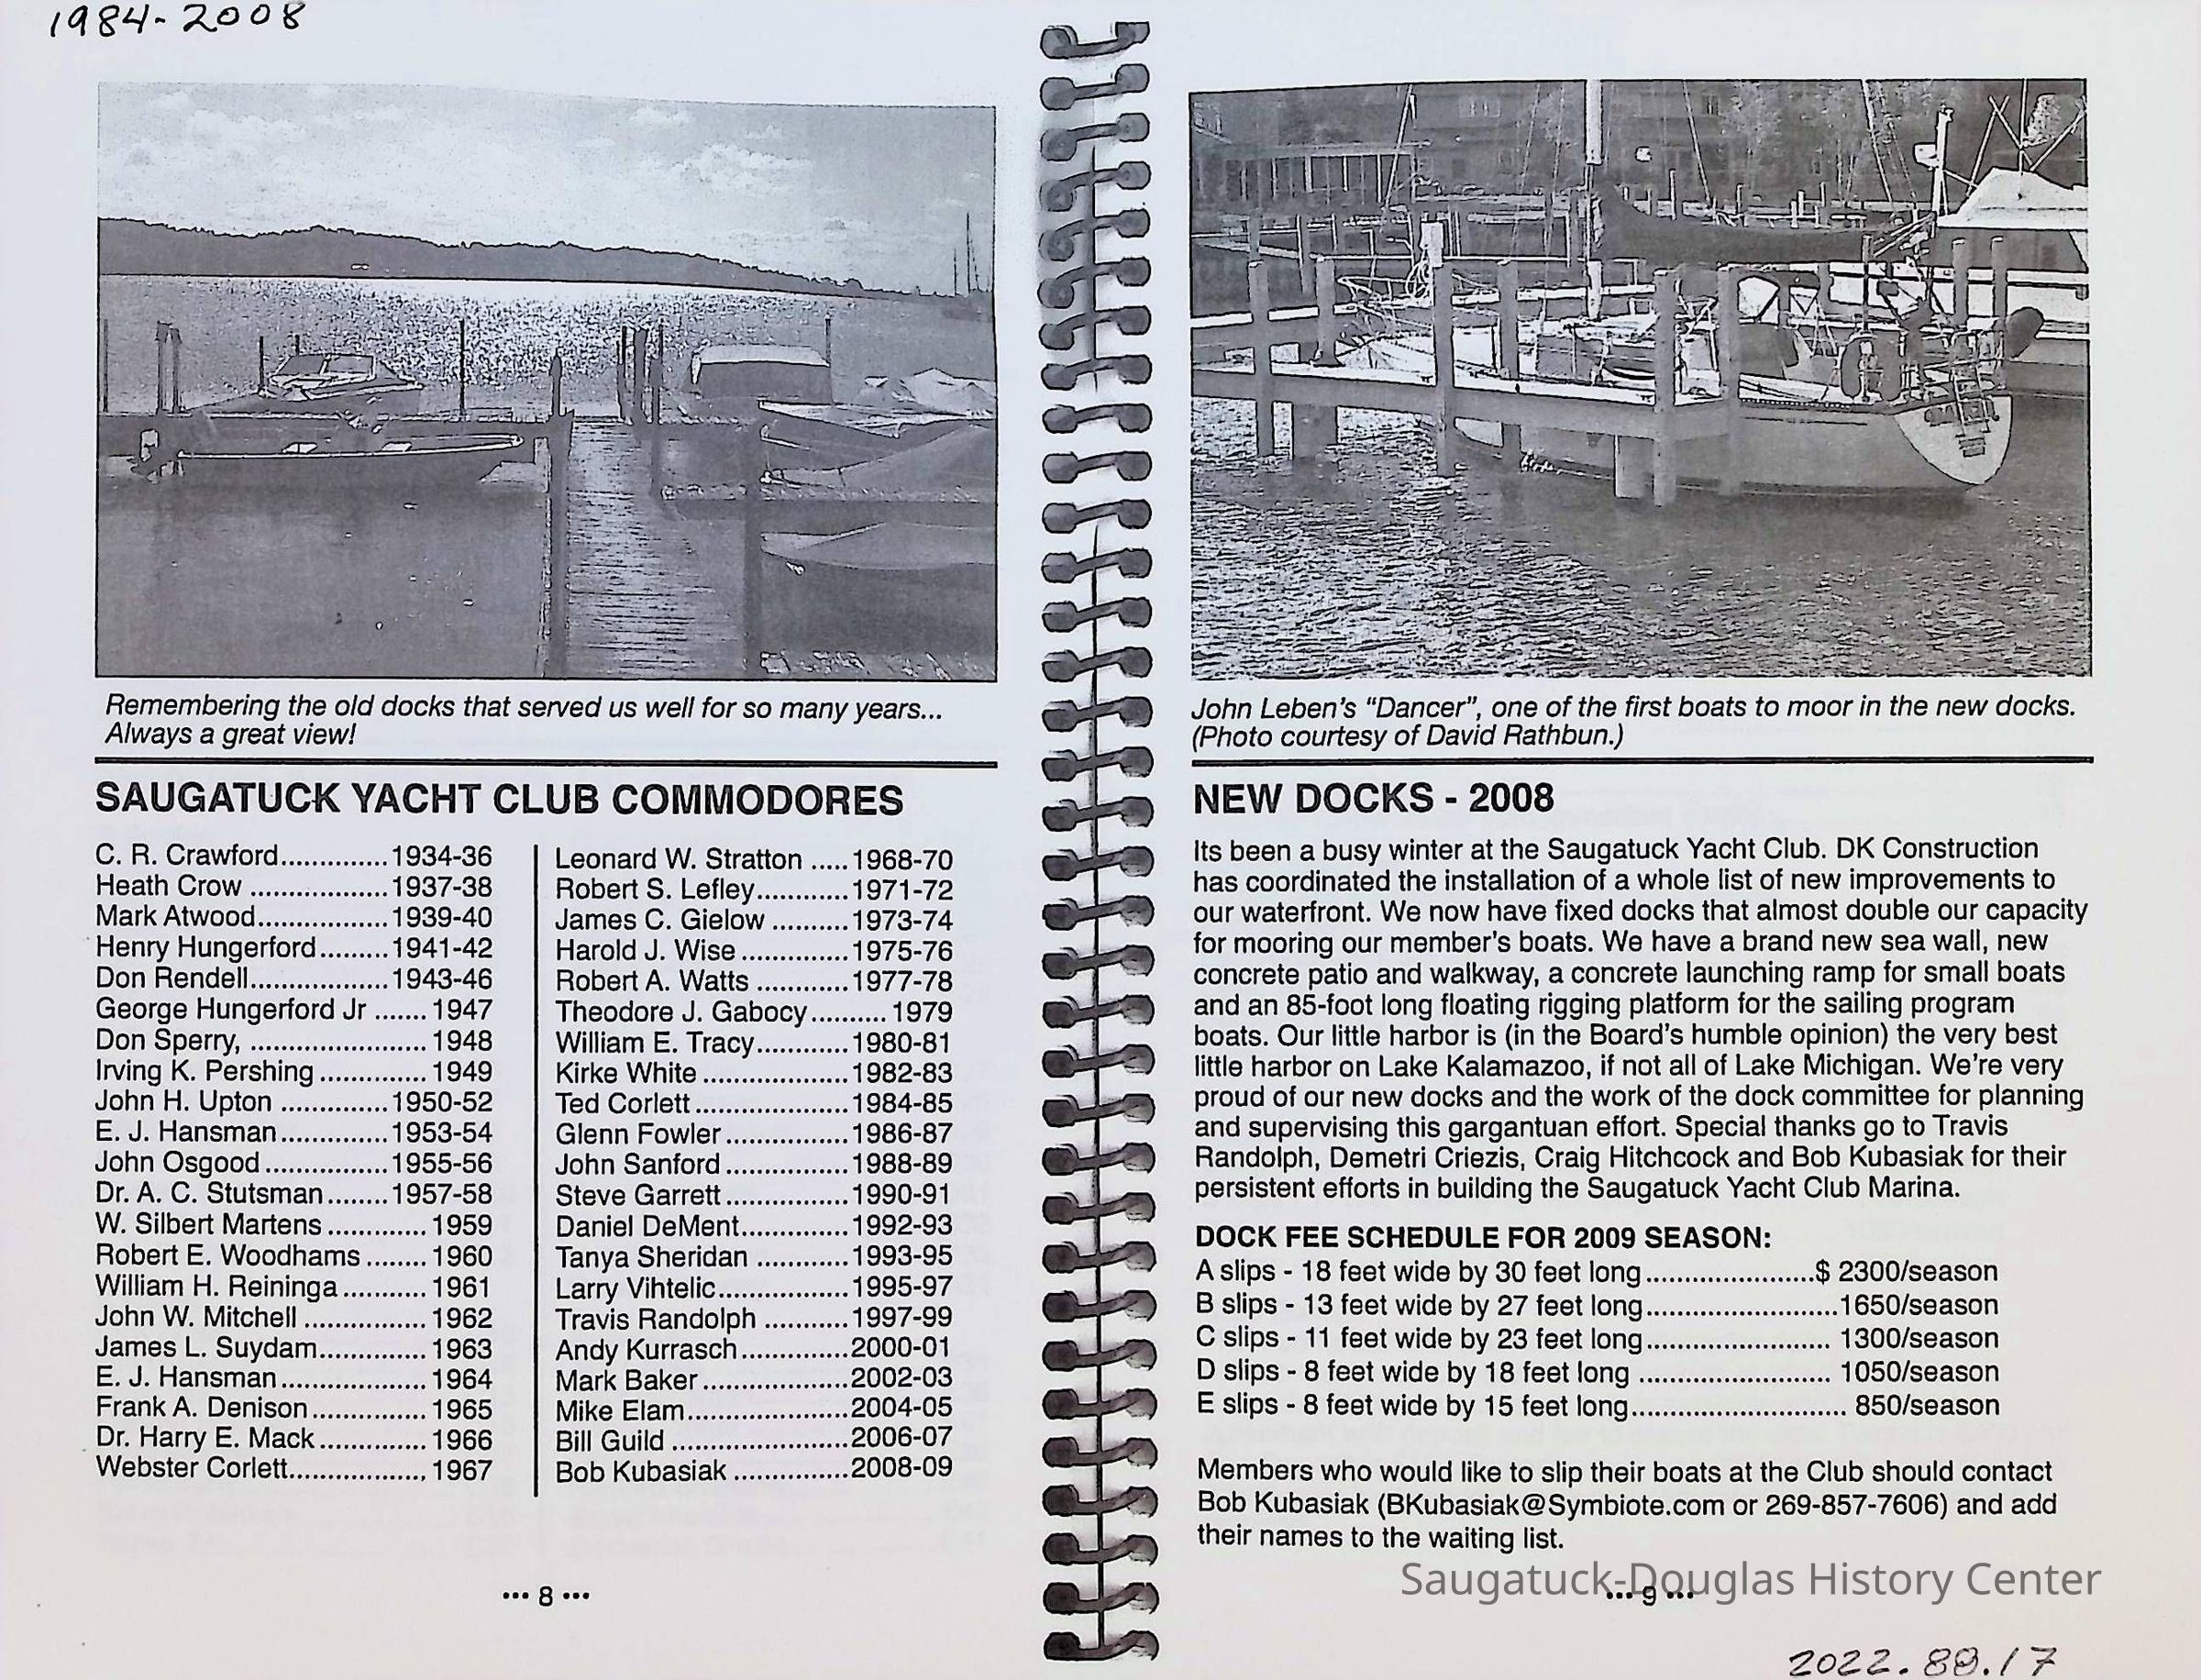 1984-2008
Remembering the old docks that served us well for so many years...
Always a great view!
SAUGATUCK YACHT CLUB COMMODORES
C. R. Crawford..............1934-36
Heath Crow ..................1937-38
Mark Atwood.................1939-40
Henry Hungerford.........1941-42
Don Rendell..................1943-46
George Hungerford Jr .......1947
Don Sperry, .......................1948
Irving K. Pershing ..............1949
John H. Upton ..............1950-52
E. J. Hansman..............1953-54
John Osgood................1955-56
Dr. A. C. Stutsman........1957-58
W. Silbert Martens .............1959
Robert E. Woodhams ........1960
William H. Reininga...........1961
John W. Mitchell ................1962
James L. Suydam..............1963
E. J. Hansman...................1964
Frank A. Denison...............1965
Dr. Harry E. Mack..............1966
Webster Corlett..................1967
Leonard W. Stratton .....1968-70
Robert S. Lefley............1971-72
James C. Gielow ..........1973-74
Harold J. Wise ..............1975-76
Robert A. Watts ............1977-78
Theodore J. Gabocy..........1979
William E. Tracy............1980-81
Kirke White ...................1982-83
Ted Corlett....................1984-85
Glenn Fowler................1986-87
John Sanford................1988-89
Steve Garrett................1990-91
Daniel DeMent..............1992-93
Tanya Sheridan ............1993-95
Larry Vihtelic.................1995-97
Travis Randolph ...........1997-99
Andy Kurrasch..............2000-01
Mark Baker...................2002-03
Mike Elam.....................2004-05
Bill Guild .......................2006-07
Bob Kubasiak ...............2008-09
... 8 ...
John Leben's "Dancer", one of the first boats to moor in the new docks.
(Photo courtesy of David Rathbun.)
NEW DOCKS - 2008
Its been a busy winter at the Saugatuck Yacht Club. DK Construction
has coordinated the installation of a whole list of new improvements to
our waterfront. We now have fixed docks that almost double our capacity
for mooring our member's boats. We have a brand new sea wall, new
concrete patio and walkway, a concrete launching ramp for small boats
and an 85-foot long floating rigging platform for the sailing program
boats. Our little harbor is (in the Board's humble opinion) the very best
little harbor on Lake Kalamazoo, if not all of Lake Michigan. We're very
proud of our new docks and the work of the dock committee for planning
and supervising this gargantuan effort. Special thanks go to Travis
Randolph, Demetri Criezis, Craig Hitchcock and Bob Kubasiak for their
persistent efforts in building the Saugatuck Yacht Club Marina.
DOCK FEE SCHEDULE FOR 2009 SEASON:
A slips - 18 feet wide by 30 feet long......................$ 2300/season
B slips - 13 feet wide by 27 feet long.........................1650/season
C slips - 11 feet wide by 23 feet long........................ 1300/season
D slips - 8 feet wide by 18 feet long ......................... 1050/season
E slips - 8 feet wide by 15 feet long............................ 850/season
Members who would like to slip their boats at the Club should contact
Bob Kubasiak (BKubasiak@Symbiote.com or 269-857-7606) and add
their names to the waiting list.
Saugatuck-Douglas History Center
... 9 ...
2022.88.17